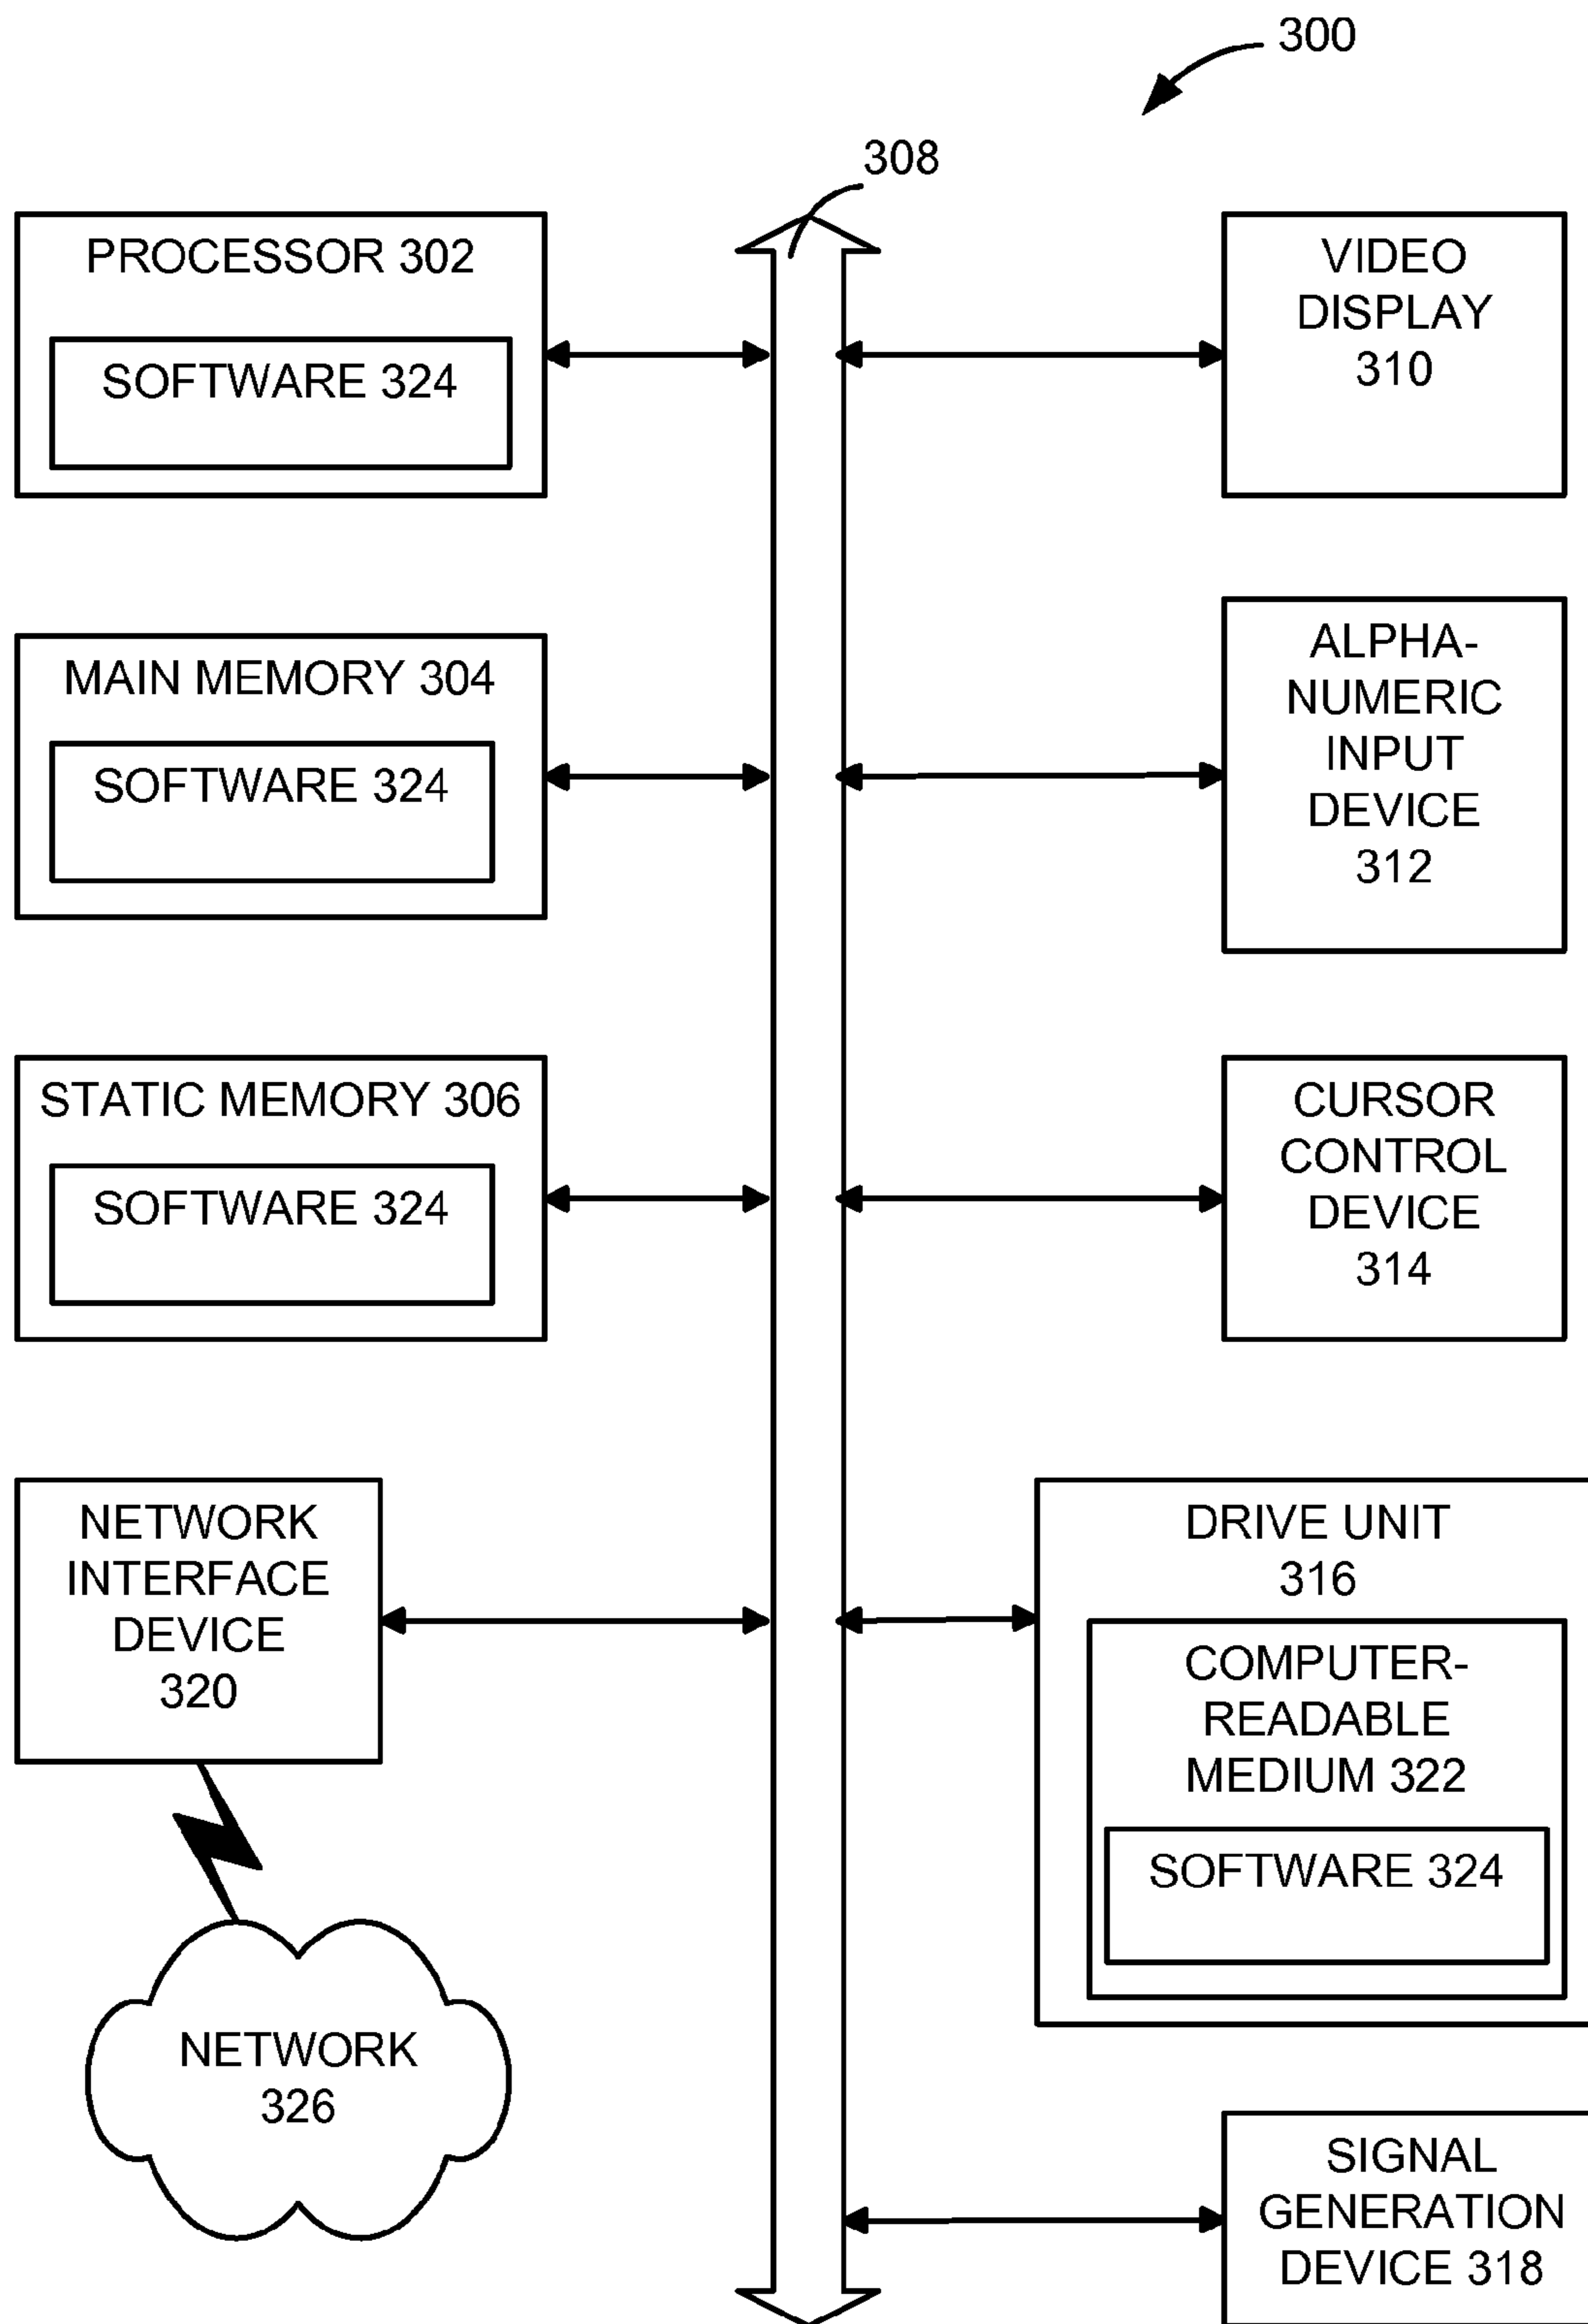 300
308
PROCESSOR 302
SOFTWARE 324
VIDEO
DISPLAY
310
MAIN MEMORY 304
SOFTWARE 324
ALPHA-
NUMERIC
INPUT
DEVICE
312
STATIC MEMORY 306
SOFTWARE 324
CURSOR
CONTROL
DEVICE
314
NETWORK
INTERFACE
DEVICE
320
DRIVE UNIT
316
COMPUTER-
READABLE
MEDIUM 322
SOFTWARE 324
NETWORK
326
SIGNAL
GENERATION
DEVICE 318